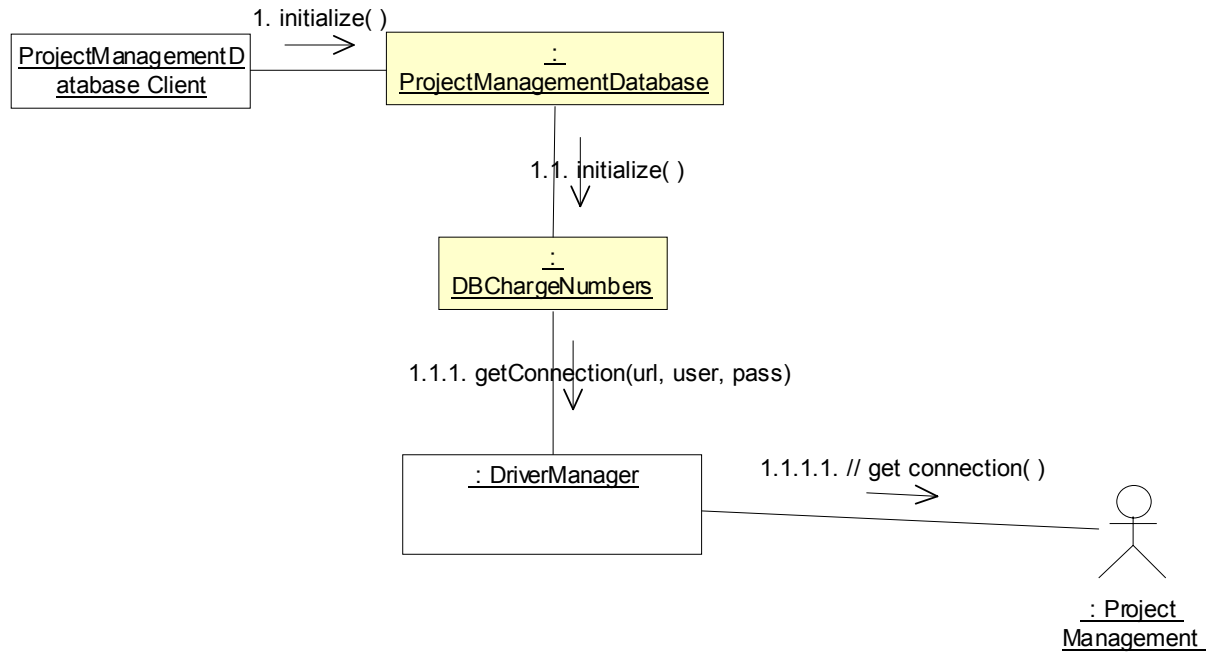 1. initialize( )
ProjectManagementD
atabase Client
:
ProjectManagementDatabase
1.1. initialize( )
:
DBChargeNumbers
1.1.1. getConnection(url, user, pass)
: DriverManager
1.1.1.1. // get connection( )
: Project
Management